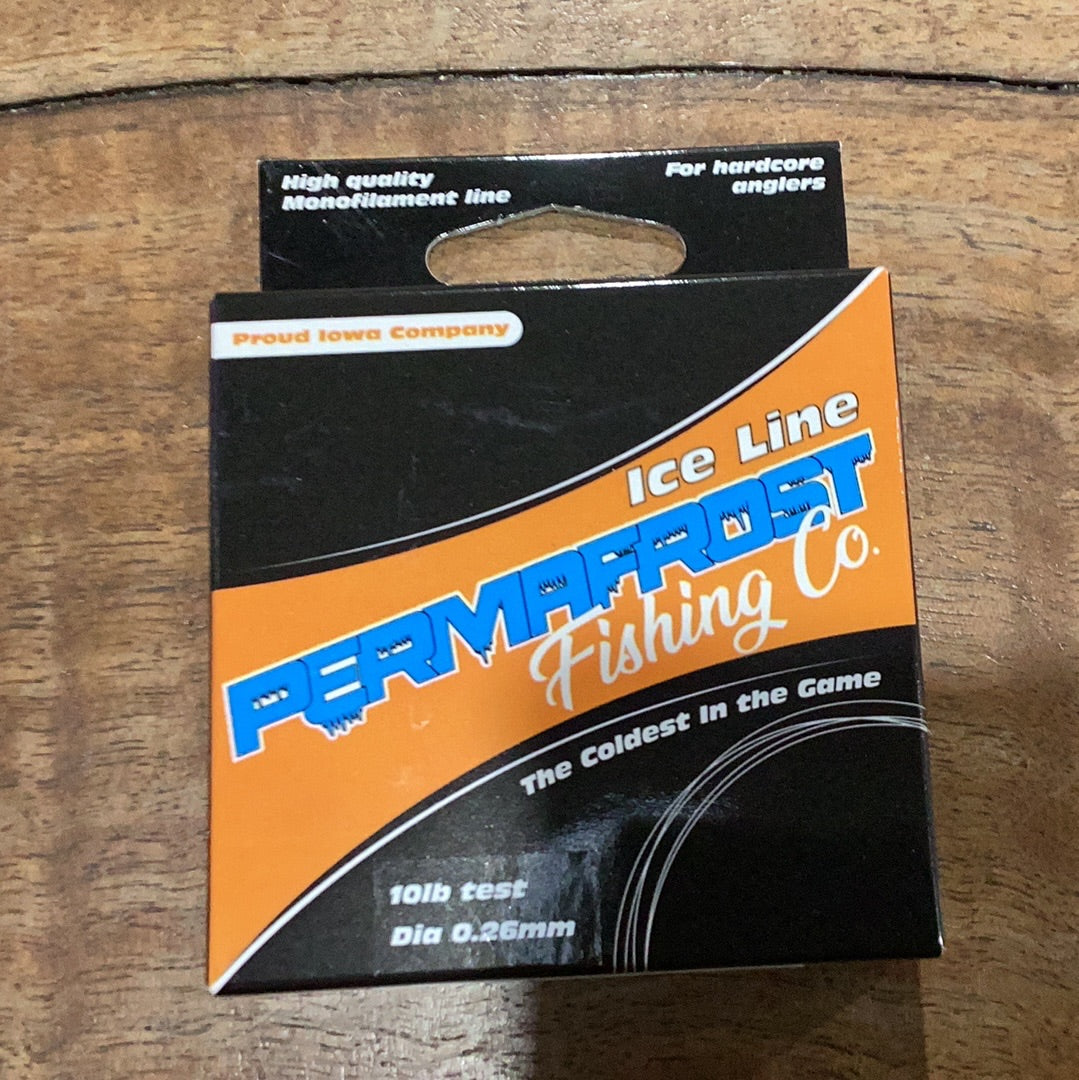 High quality
Monofilament line
For hardcore
anglers
Proud Iowa Company
Ice Line
PERMAFROST
Fishing Co.
The Coldest In the Game
10lb test
Dia 0.26mm